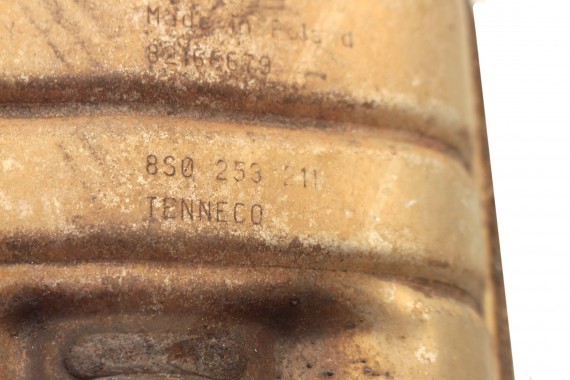 Made in Poland
82166679
8S0 253 211
TENNECO